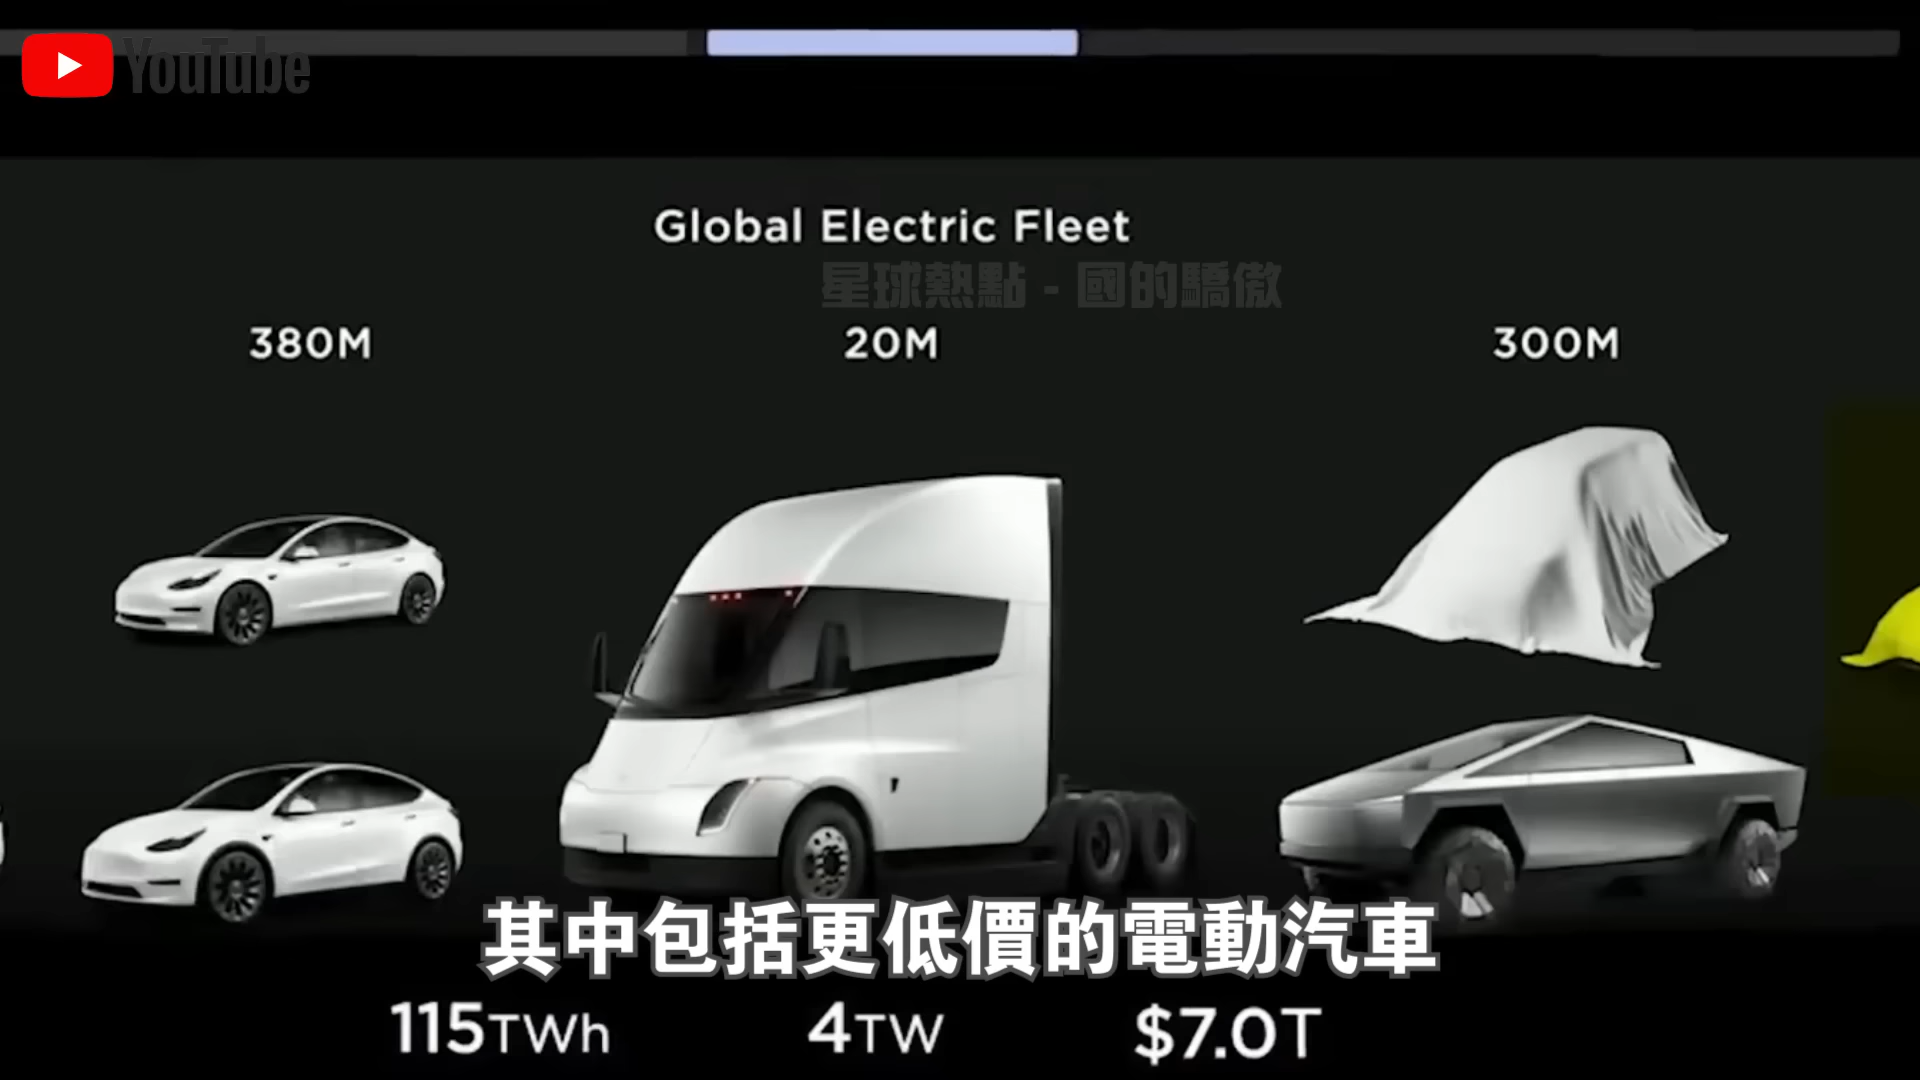 YouTube
Global Electric Fleet
星球熱點 - 國的驕傲
380M
20M
300M
其中包括更低價的電動汽車
115TWh
4TW
$7.0T